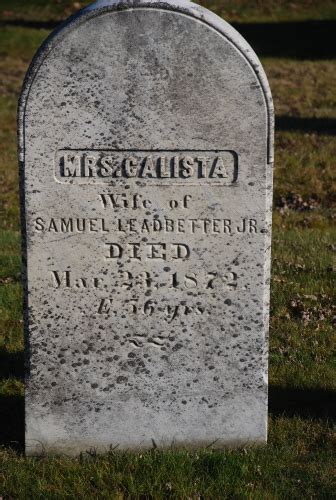 MRS. CALISTA
Wife of
SAMUEL LEADBETTER JR.
DIED
Mar. 23, 1872.
Æ. 56 yrs.